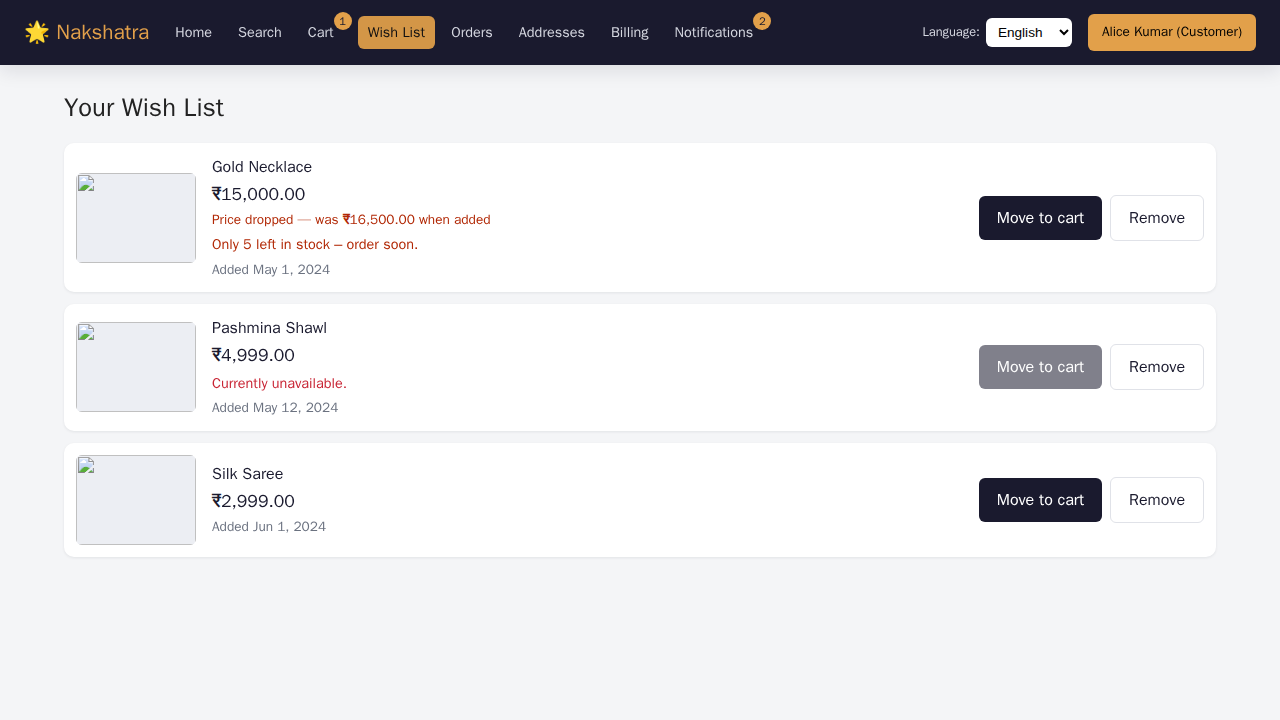 🌟 Nakshatra Home Search Cart 1 Wish List Orders Addresses Billing Notifications 2 Language: English Alice Kumar (Customer)
Your Wish List
Gold Necklace
₹15,000.00
Price dropped — was ₹16,500.00 when added
Only 5 left in stock – order soon.
Added May 1, 2024
Move to cart Remove
Pashmina Shawl
₹4,999.00
Currently unavailable.
Added May 12, 2024
Move to cart Remove
Silk Saree
₹2,999.00
Added Jun 1, 2024
Move to cart Remove